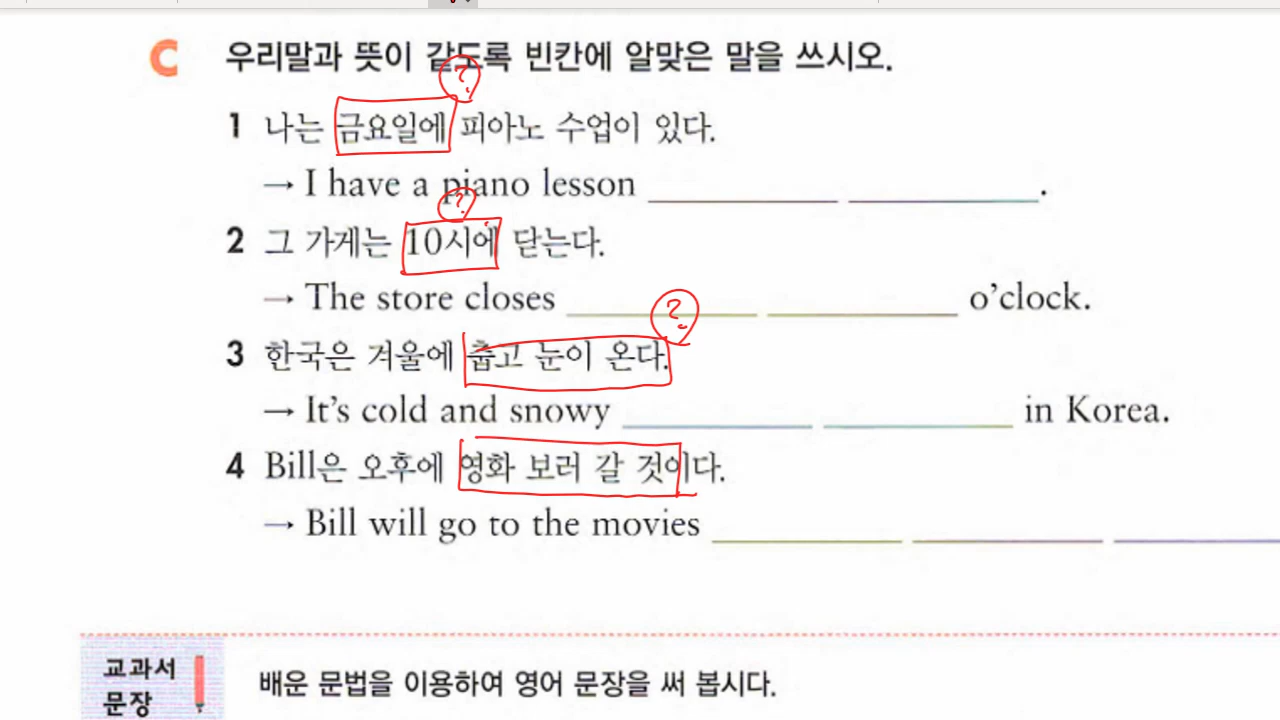 C 우리말과 뜻이 같도록 빈칸에 알맞은 말을 쓰시오.
?
1 나는 금요일에 피아노 수업이 있다.
→ I have a piano lesson ________ ________.
?
2 그 가게는 10시에 닫는다.
→ The store closes ________ ________ o'clock.
?
3 한국은 겨울에 춥고 눈이 온다.
→ It's cold and snowy ________ ________ in Korea.
4 Bill은 오후에 영화 보러 갈 것이다.
→ Bill will go to the movies ________ ________ ________
교과서
문장
배운 문법을 이용하여 영어 문장을 써 봅시다.